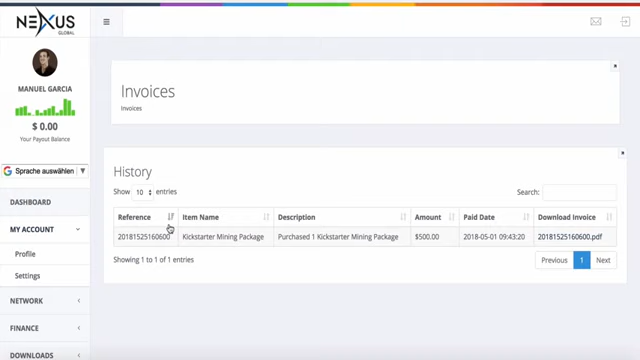 NEXUS
GLOBAL
MANUEL GARCIA
$ 0.00
Your Payout Balance
G Sprache auswählen ▼
DASHBOARD
MY ACCOUNT
Profile
Settings
NETWORK
FINANCE
DOWNLOADS
Invoices
Invoices
History
Show 10 entries
Search:
Reference Item Name Description Amount Paid Date Download Invoice
20181525160600 Kickstarter Mining Package Purchased 1 Kickstarter Mining Package $500.00 2018-05-01 09:43:20 20181525160600.pdf
Showing 1 to 1 of 1 entries
Previous 1 Next